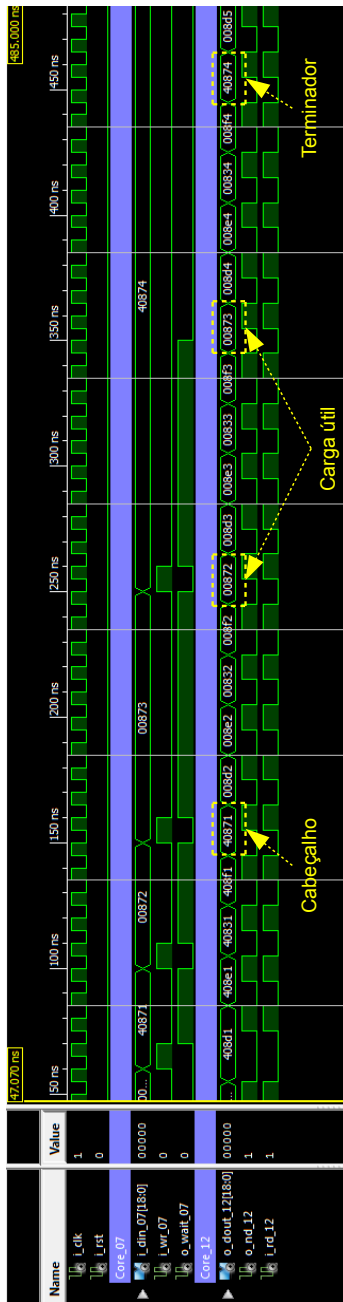 47.070 ns 485.000 ns
Name Value 50 ns 100 ns 150 ns 200 ns 250 ns 300 ns 350 ns 400 ns 450 ns
i_clk 1
i_rst 0
Core_07
i_din_07[18:0] 00000 00... 40871 00872 00873 40874
i_wr_07 0
o_wait_07 0
Core_12
o_dout_12[18:0] 00000 ... 408d1 408e1 40831 408f1 40871 008d2 008e2 00832 008f2 00872 008d3 008e3 00833 008f3 00873 008d4 008e4 00834 008f4 40874 008d5
o_nd_12 1
i_rd_12 1
Cabeçalho Carga útil Terminador